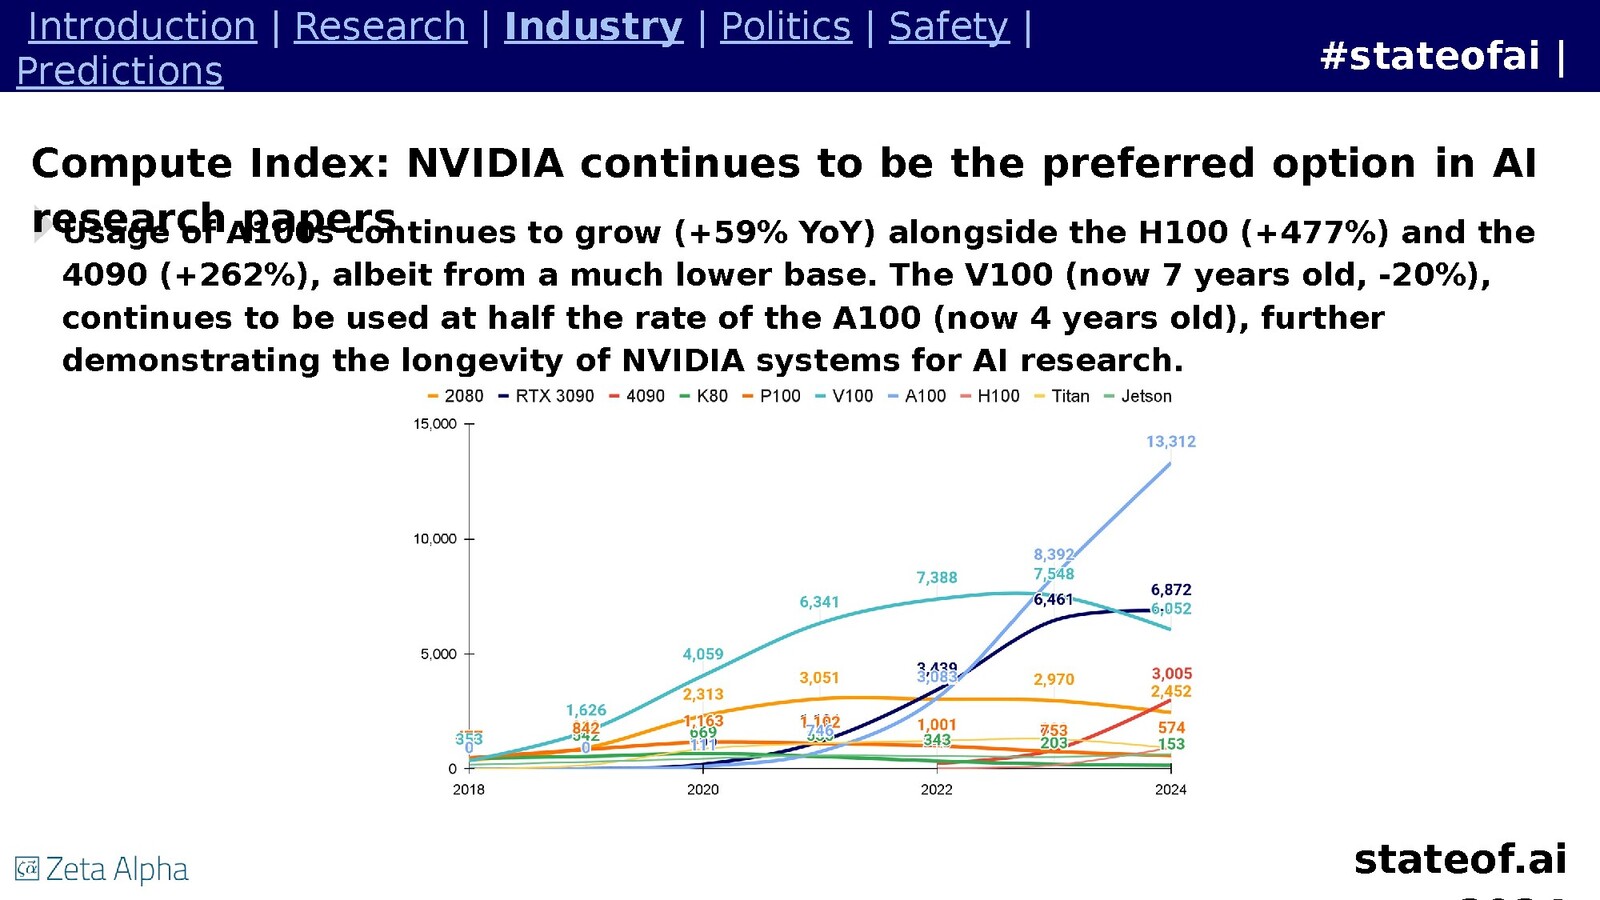 Introduction | Research | Industry | Politics | Safety |
Predictions
#stateofai |
Compute Index: NVIDIA continues to be the preferred option in AI
research papers
Usage of A100s continues to grow (+59% YoY) alongside the H100 (+477%) and the
4090 (+262%), albeit from a much lower base. The V100 (now 7 years old, -20%),
continues to be used at half the rate of the A100 (now 4 years old), further
demonstrating the longevity of NVIDIA systems for AI research.
2080 RTX 3090 4090 K80 P100 V100 A100 H100 Titan Jetson
15,000
13,312
10,000
8,392
7,388 7,548
6,341 6,461 6,872
6,052
5,000
4,059
3,439
3,083
3,051 2,970 3,005
2,313 2,452
1,626
842 1,163 1,102 1,001 753 574
353 542 669 746 343 203 153
0 0 111
0
2018 2020 2022 2024
Zeta Alpha
stateof.ai